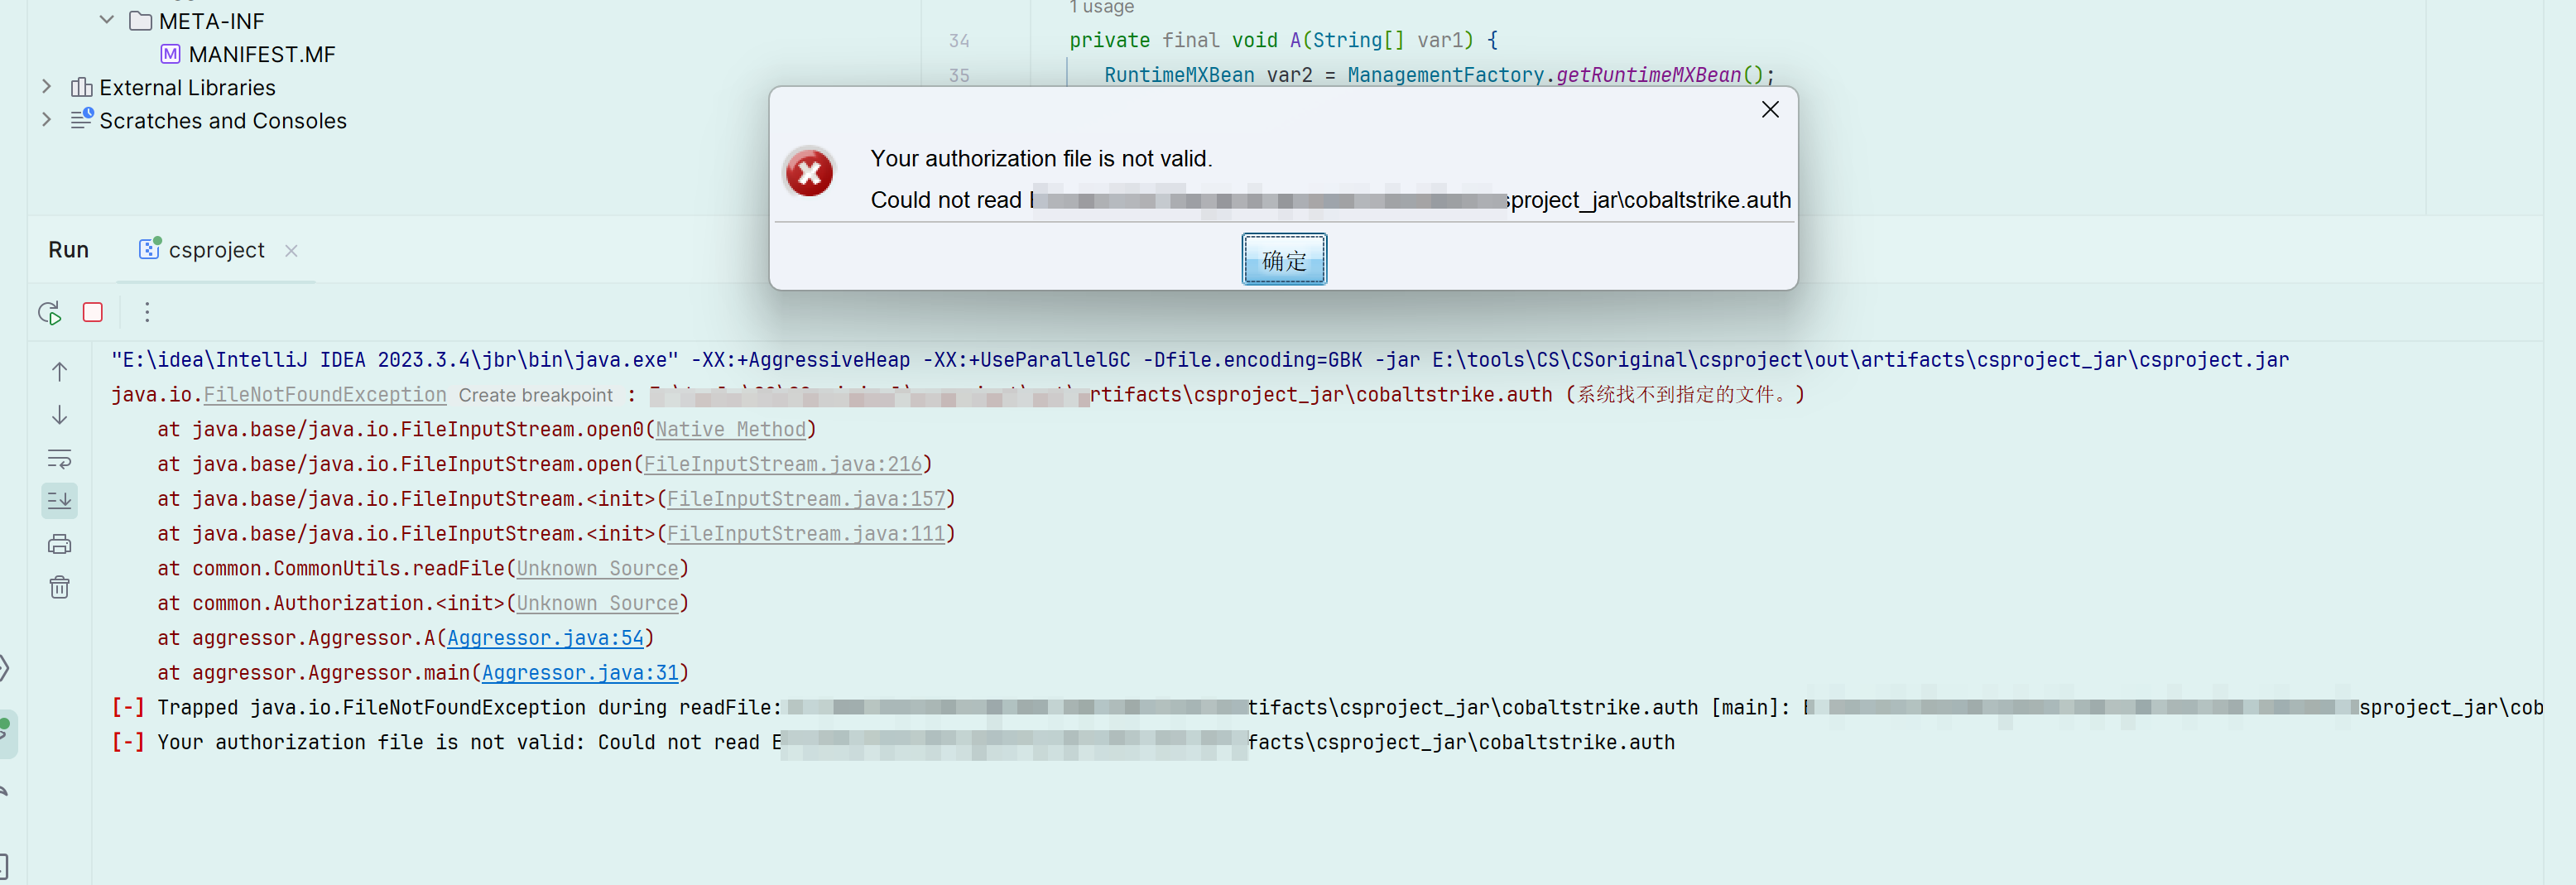 META-INF
MANIFEST.MF
External Libraries
Scratches and Consoles
1 usage
34 private final void A(String[] var1) {
35 RuntimeMXBean var2 = ManagementFactory.getRuntimeMXBean();
Your authorization file is not valid.
Could not read sproject_jar\cobaltstrike.auth
确定
Run csproject
"E:\idea\IntelliJ IDEA 2023.3.4\jbr\bin\java.exe" -XX:+AggressiveHeap -XX:+UseParallelGC -Dfile.encoding=GBK -jar E:\tools\CS\CSoriginal\csproject\out\artifacts\csproject_jar\csproject.jar
java.io.FileNotFoundException Create breakpoint : rtifacts\csproject_jar\cobaltstrike.auth (系统找不到指定的文件。)
at java.base/java.io.FileInputStream.open0(Native Method)
at java.base/java.io.FileInputStream.open(FileInputStream.java:216)
at java.base/java.io.FileInputStream.<init>(FileInputStream.java:157)
at java.base/java.io.FileInputStream.<init>(FileInputStream.java:111)
at common.CommonUtils.readFile(Unknown Source)
at common.Authorization.<init>(Unknown Source)
at aggressor.Aggressor.A(Aggressor.java:54)
at aggressor.Aggressor.main(Aggressor.java:31)
[-] Trapped java.io.FileNotFoundException during readFile: tifacts\csproject_jar\cobaltstrike.auth [main]: sproject_jar\cob
[-] Your authorization file is not valid: Could not read E facts\csproject_jar\cobaltstrike.auth